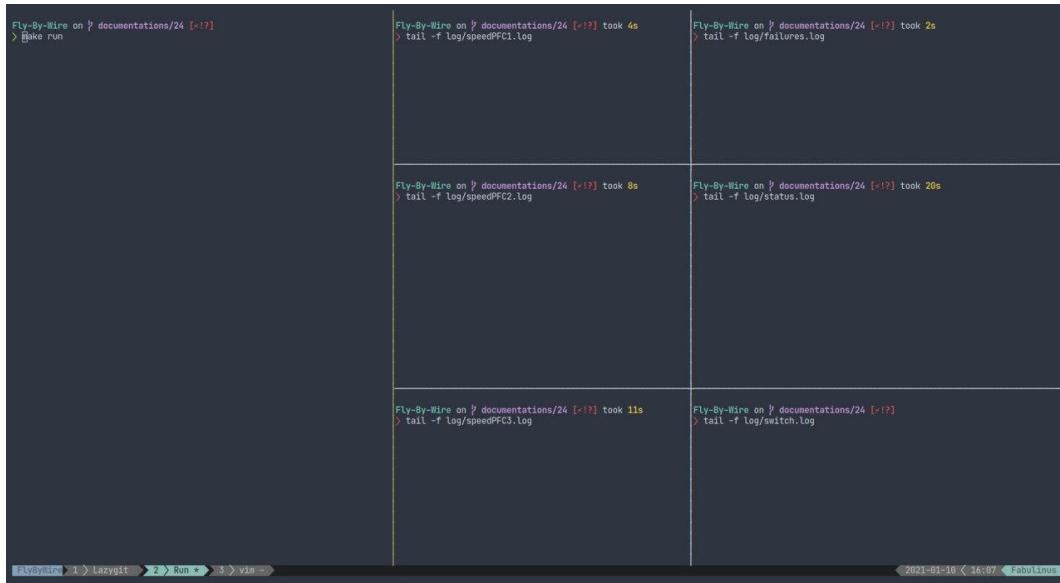 Fly-By-Wire on documentations/24 [×!?]
❯ make run
Fly-By-Wire on documentations/24 [×!?] took 4s
❯ tail -f log/speedPFC1.log
Fly-By-Wire on documentations/24 [×!?] took 2s
❯ tail -f log/failures.log
Fly-By-Wire on documentations/24 [×!?] took 8s
❯ tail -f log/speedPFC2.log
Fly-By-Wire on documentations/24 [×!?] took 20s
❯ tail -f log/status.log
Fly-By-Wire on documentations/24 [×!?] took 11s
❯ tail -f log/speedPFC3.log
Fly-By-Wire on documentations/24 [×!?]
❯ tail -f log/switch.log
FlyByWire 1 Lazygit 2 Run * 3 vim - 2021-01-10 16:07 Fabulinus